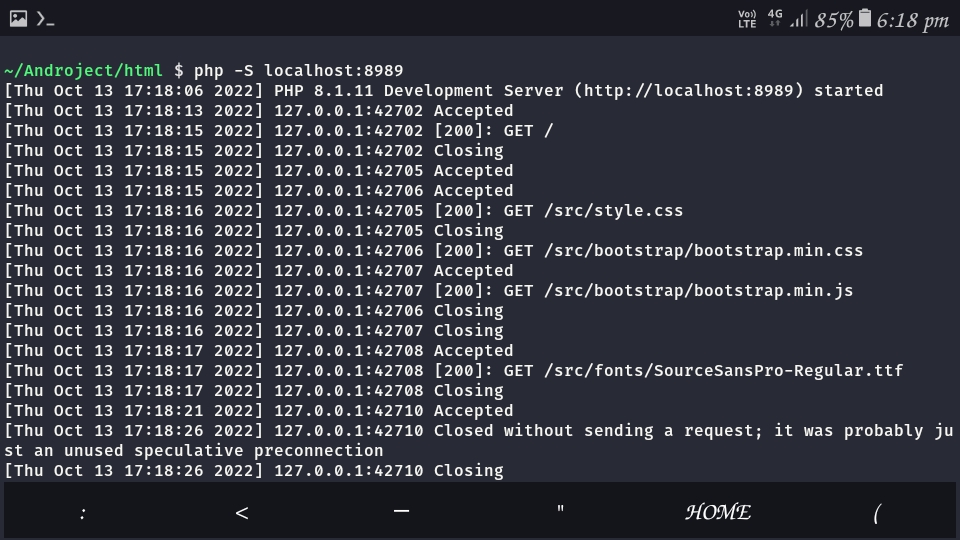 Vo)) LTE 4G 85% 6:18 pm
~/Androject/html $ php -S localhost:8989
[Thu Oct 13 17:18:06 2022] PHP 8.1.11 Development Server (http://localhost:8989) started
[Thu Oct 13 17:18:13 2022] 127.0.0.1:42702 Accepted
[Thu Oct 13 17:18:15 2022] 127.0.0.1:42702 [200]: GET /
[Thu Oct 13 17:18:15 2022] 127.0.0.1:42702 Closing
[Thu Oct 13 17:18:15 2022] 127.0.0.1:42705 Accepted
[Thu Oct 13 17:18:15 2022] 127.0.0.1:42706 Accepted
[Thu Oct 13 17:18:16 2022] 127.0.0.1:42705 [200]: GET /src/style.css
[Thu Oct 13 17:18:16 2022] 127.0.0.1:42705 Closing
[Thu Oct 13 17:18:16 2022] 127.0.0.1:42706 [200]: GET /src/bootstrap/bootstrap.min.css
[Thu Oct 13 17:18:16 2022] 127.0.0.1:42707 Accepted
[Thu Oct 13 17:18:16 2022] 127.0.0.1:42707 [200]: GET /src/bootstrap/bootstrap.min.js
[Thu Oct 13 17:18:16 2022] 127.0.0.1:42706 Closing
[Thu Oct 13 17:18:16 2022] 127.0.0.1:42707 Closing
[Thu Oct 13 17:18:17 2022] 127.0.0.1:42708 Accepted
[Thu Oct 13 17:18:17 2022] 127.0.0.1:42708 [200]: GET /src/fonts/SourceSansPro-Regular.ttf
[Thu Oct 13 17:18:17 2022] 127.0.0.1:42708 Closing
[Thu Oct 13 17:18:21 2022] 127.0.0.1:42710 Accepted
[Thu Oct 13 17:18:26 2022] 127.0.0.1:42710 Closed without sending a request; it was probably ju
st an unused speculative preconnection
[Thu Oct 13 17:18:26 2022] 127.0.0.1:42710 Closing
: < — " HOME (